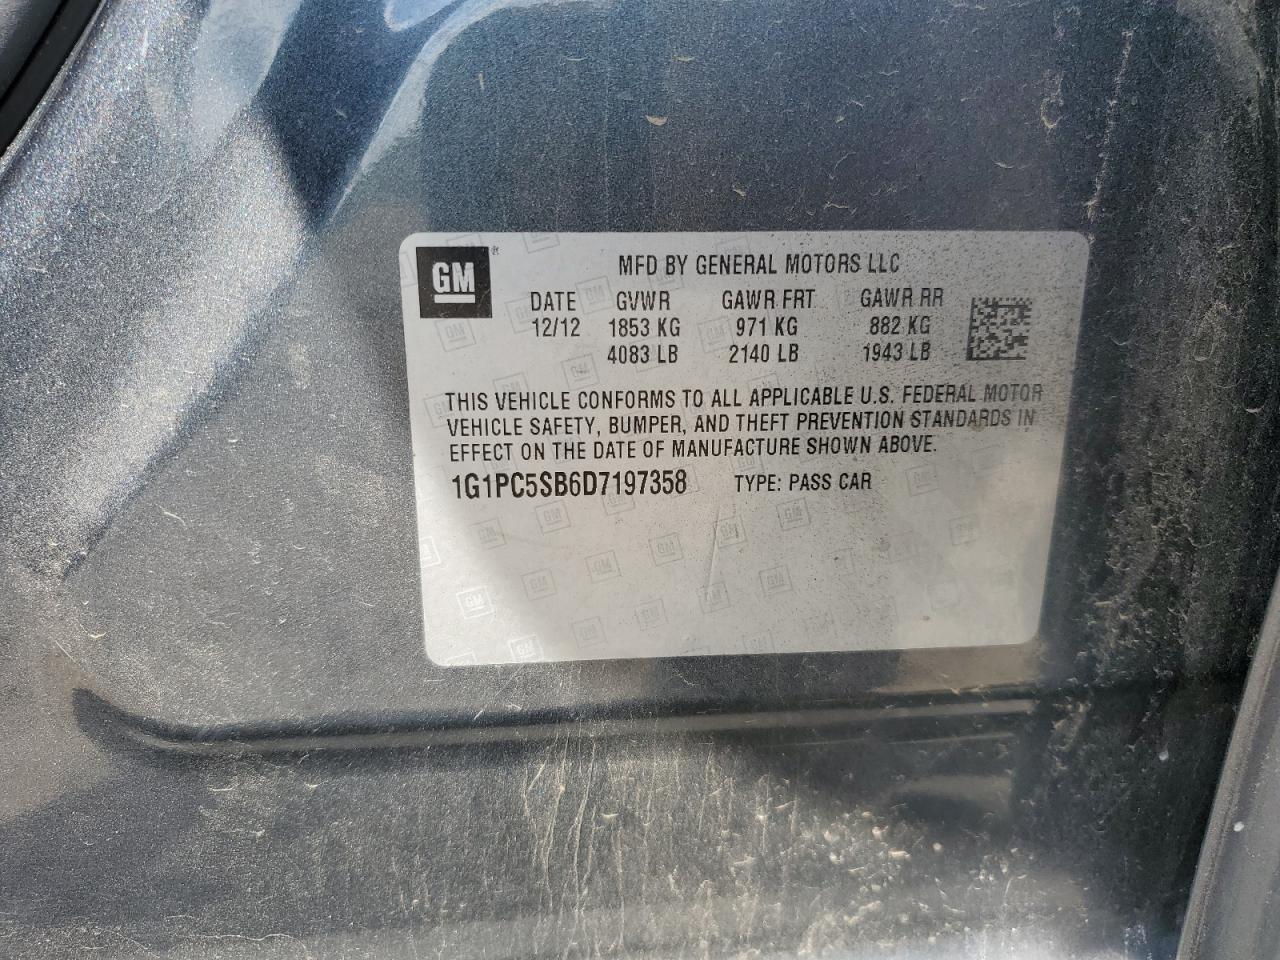 GM
MFD BY GENERAL MOTORS LLC
DATE GVWR GAWR FRT GAWR RR
12/12 1853 KG 971 KG 882 KG
4083 LB 2140 LB 1943 LB
THIS VEHICLE CONFORMS TO ALL APPLICABLE U.S. FEDERAL MOTOR
VEHICLE SAFETY, BUMPER, AND THEFT PREVENTION STANDARDS IN
EFFECT ON THE DATE OF MANUFACTURE SHOWN ABOVE.
1G1PC5SB6D7197358 TYPE: PASS CAR